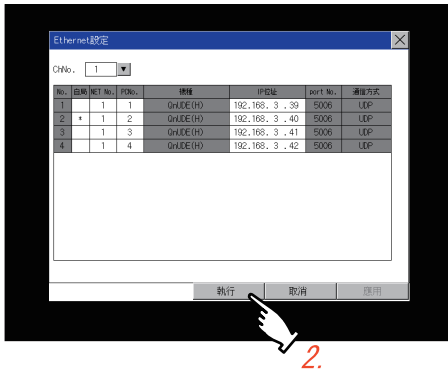 Ethernet設定
ChNo. 1
No. 自局 NET No. PCNo. 機種 IP位址 port No. 通信方式
1 1 1 QnUDE(H) 192.168. 3 .39 5006 UDP
2 * 1 2 QnUDE(H) 192.168. 3 .40 5006 UDP
3 1 3 QnUDE(H) 192.168. 3 .41 5006 UDP
4 1 4 QnUDE(H) 192.168. 3 .42 5006 UDP
執行 取消 應用
2.